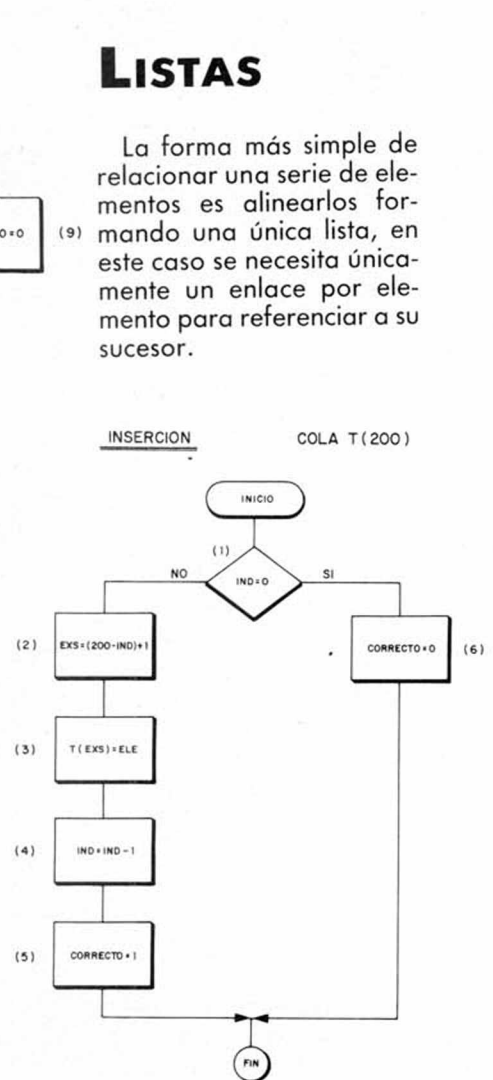 LISTAS
La forma más simple de
relacionar una serie de ele-
mentos es alinearlos for-
mando una única lista, en
este caso se necesita única-
mente un enlace por ele-
mento para referenciar a su
sucesor.
(9)
INSERCION
COLA T(200)
INICIO
(1)
IND=0
NO
SI
(2)
EXS=(200-IND)+1
CORRECTO=0
(6)
(3)
T(EXS)=ELE
(4)
IND=IND-1
(5)
CORRECTO=1
FIN